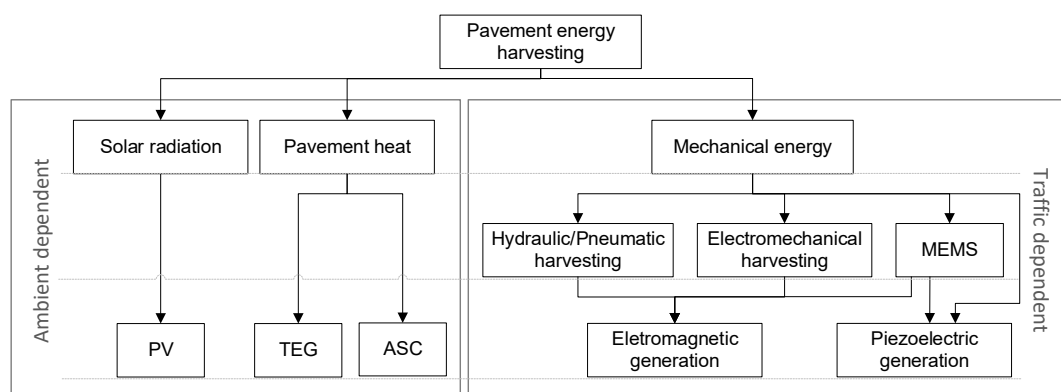 Pavement energy
harvesting
Solar radiation
Pavement heat
Mechanical energy
Ambient dependent
Traffic dependent
Hydraulic/Pneumatic
harvesting
Electromechanical
harvesting
MEMS
PV
TEG
ASC
Eletromagnetic
generation
Piezoelectric
generation